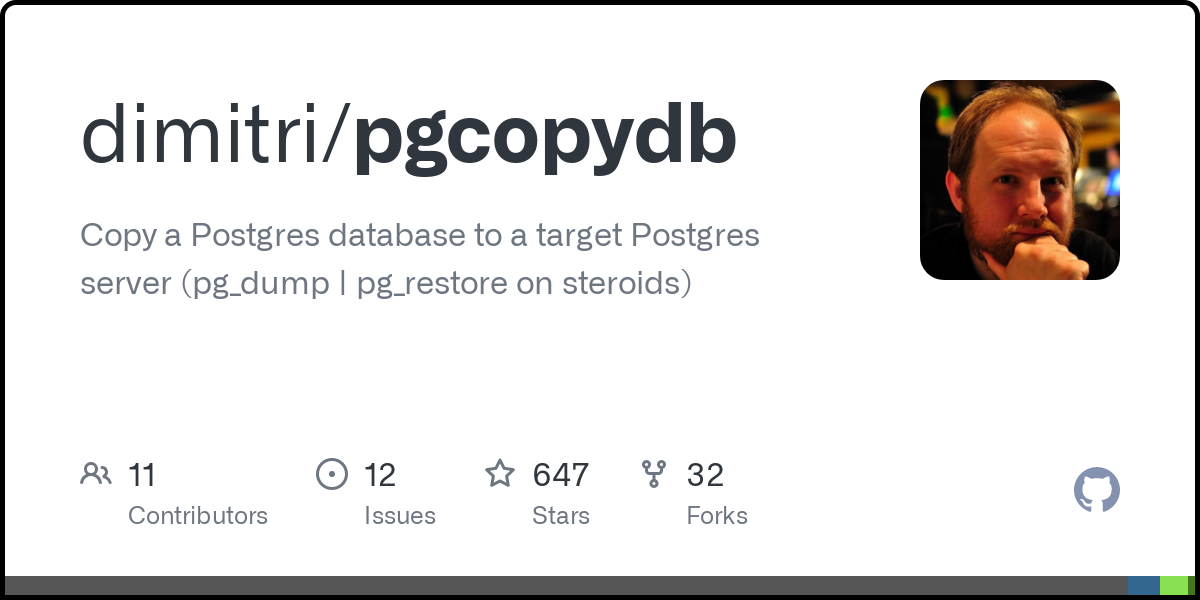 dimitri/pgcopydb
Copy a Postgres database to a target Postgres
server (pg_dump | pg_restore on steroids)
11 12 647 32
Contributors Issues Stars Forks